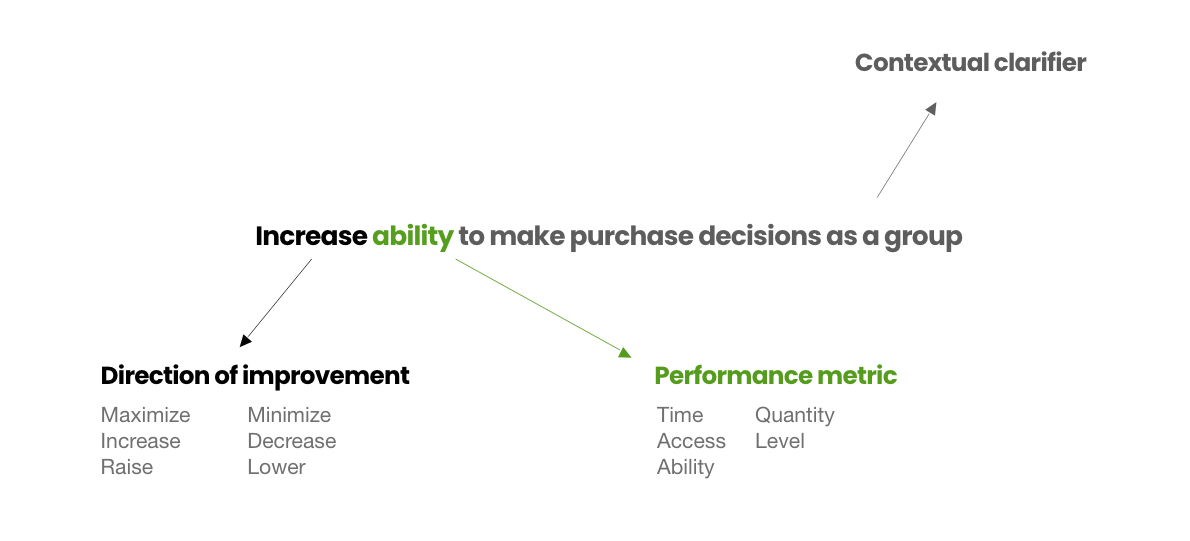 Contextual clarifier
Increase ability to make purchase decisions as a group
Direction of improvement
Maximize Minimize
Increase Decrease
Raise Lower
Performance metric
Time Quantity
Access Level
Ability